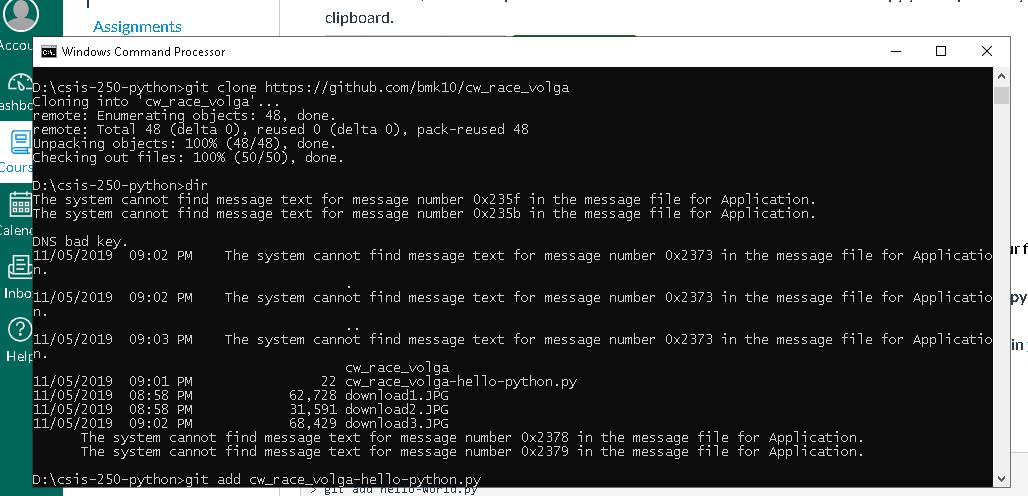 Assignments
clipboard.
Windows Command Processor
D:\csis-250-python>git clone https://github.com/bmk10/cw_race_volga
Cloning into 'cw_race_volga'...
remote: Enumerating objects: 48, done.
remote: Total 48 (delta 0), reused 0 (delta 0), pack-reused 48
Unpacking objects: 100% (48/48), done.
Checking out files: 100% (50/50), done.
D:\csis-250-python>dir
The system cannot find message text for message number 0x235f in the message file for Application.
The system cannot find message text for message number 0x235b in the message file for Application.
DNS bad key.
11/05/2019  09:02 PM    The system cannot find message text for message number 0x2373 in the message file for Applicatio
n.
.
11/05/2019  09:02 PM    The system cannot find message text for message number 0x2373 in the message file for Applicatio
n.
..
11/05/2019  09:03 PM    The system cannot find message text for message number 0x2373 in the message file for Applicatio
n.
cw_race_volga
11/05/2019  09:01 PM                22 cw_race_volga-hello-python.py
11/05/2019  08:58 PM            62,728 download1.JPG
11/05/2019  08:58 PM            31,591 download2.JPG
11/05/2019  09:02 PM            68,429 download3.JPG
The system cannot find message text for message number 0x2378 in the message file for Application.
The system cannot find message text for message number 0x2379 in the message file for Application.
D:\csis-250-python>git add cw_race_volga-hello-python.py
> git add hello-world.py
Accou
ashbo
Cours
Calen
Inbo
Help
ur f
py
in